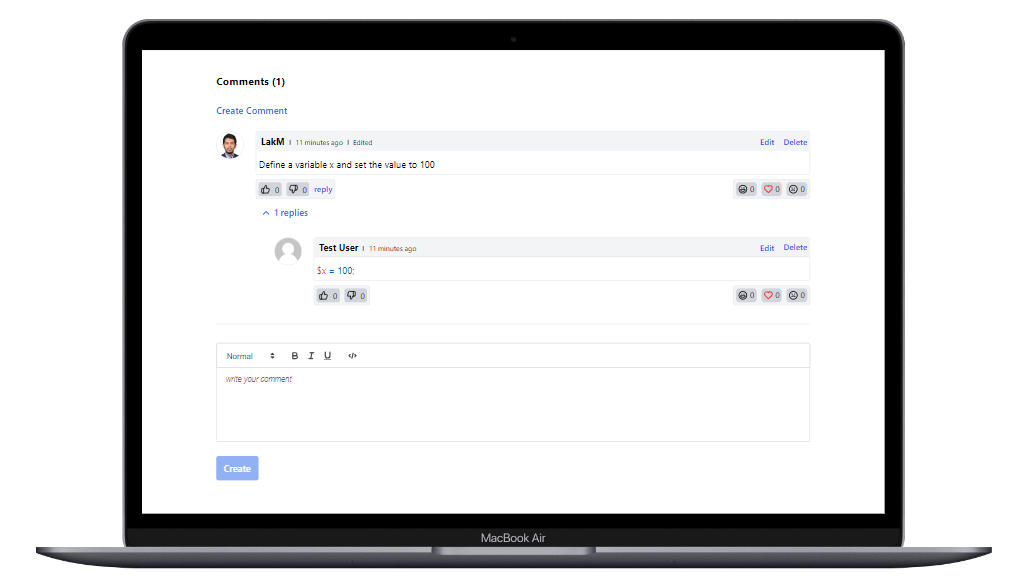 Comments (1)
Create Comment
LakM | 11 minutes ago | Edited Edit Delete
Define a variable x and set the value to 100
0 0 reply 0 0 0
1 replies
Test User | 11 minutes ago Edit Delete
$x = 100;
0 0 0 0 0
Normal B I U </>
write your comment
Create
MacBook Air